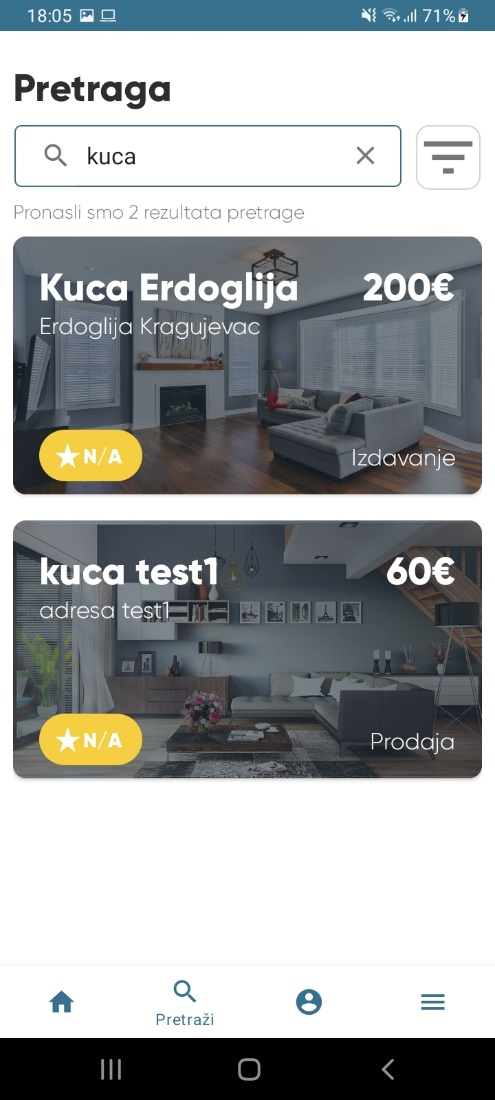 18:05 71%
Pretraga
kuca
Pronasli smo 2 rezultata pretrage
Kuca Erdoglija 200€
Erdoglija Kragujevac
N/A Izdavanje
kuca test1 60€
adresa test1
N/A Prodaja
Pretraži